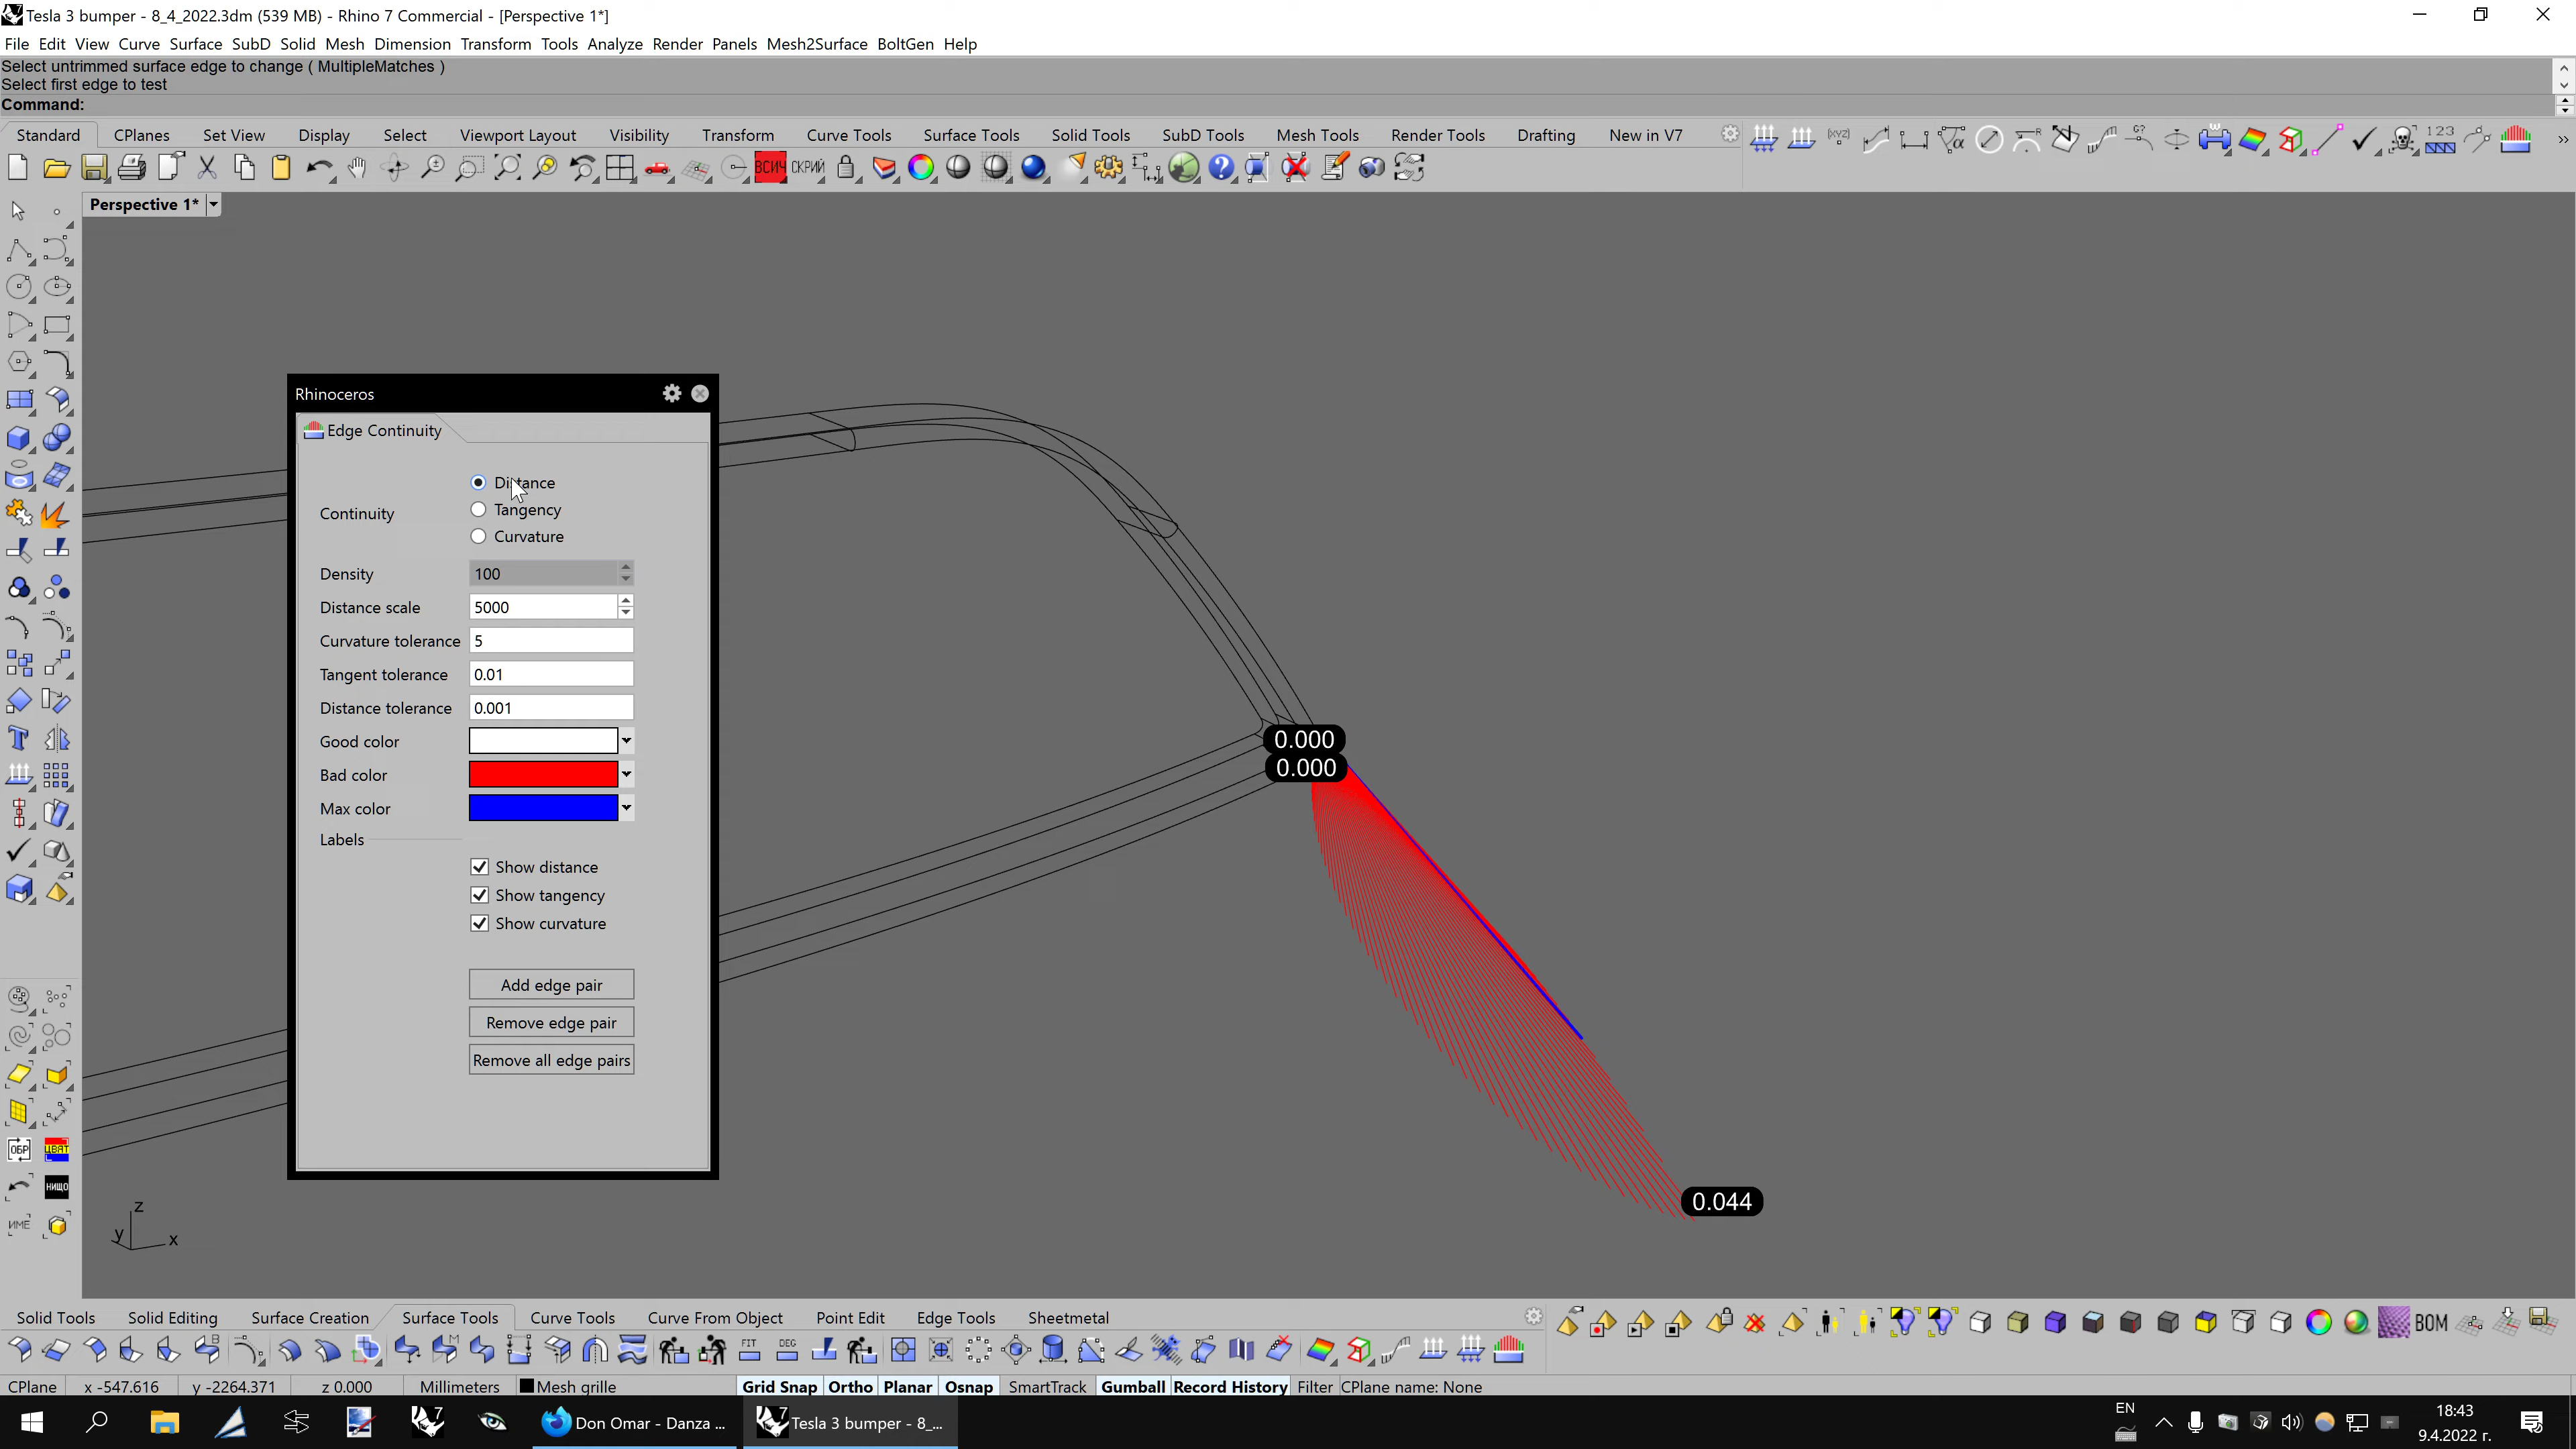 Tesla 3 bumper - 8_4_2022.3dm (539 MB) - Rhino 7 Commercial - [Perspective 1*]
File Edit View Curve Surface SubD Solid Mesh Dimension Transform Tools Analyze Render Panels Mesh2Surface BoltGen Help
Select untrimmed surface edge to change ( MultipleMatches )
Select first edge to test
Command:
Standard CPlanes Set View Display Select Viewport Layout Visibility Transform Curve Tools Surface Tools Solid Tools SubD Tools Mesh Tools Render Tools Drafting New in V7
ВСИЧ СКРИЙ
Perspective 1*
Rhinoceros
Edge Continuity
Continuity
Distance
Tangency
Curvature
Density 100
Distance scale 5000
Curvature tolerance 5
Tangent tolerance 0.01
Distance tolerance 0.001
Good color
Bad color
Max color
Labels
Show distance
Show tangency
Show curvature
Add edge pair
Remove edge pair
Remove all edge pairs
0.000
0.000
0.044
ОБР ЦВЯТ
НИЩО
ИМЕ
z
y x
Solid Tools Solid Editing Surface Creation Surface Tools Curve Tools Curve From Object Point Edit Edge Tools Sheetmetal
BOM
FIT DEG
CPlane x -547.616 y -2264.371 z 0.000 Millimeters Mesh grille Grid Snap Ortho Planar Osnap SmartTrack Gumball Record History Filter CPlane name: None
Don Omar - Danza ... Tesla 3 bumper - 8_...
EN
18:43
9.4.2022 г.